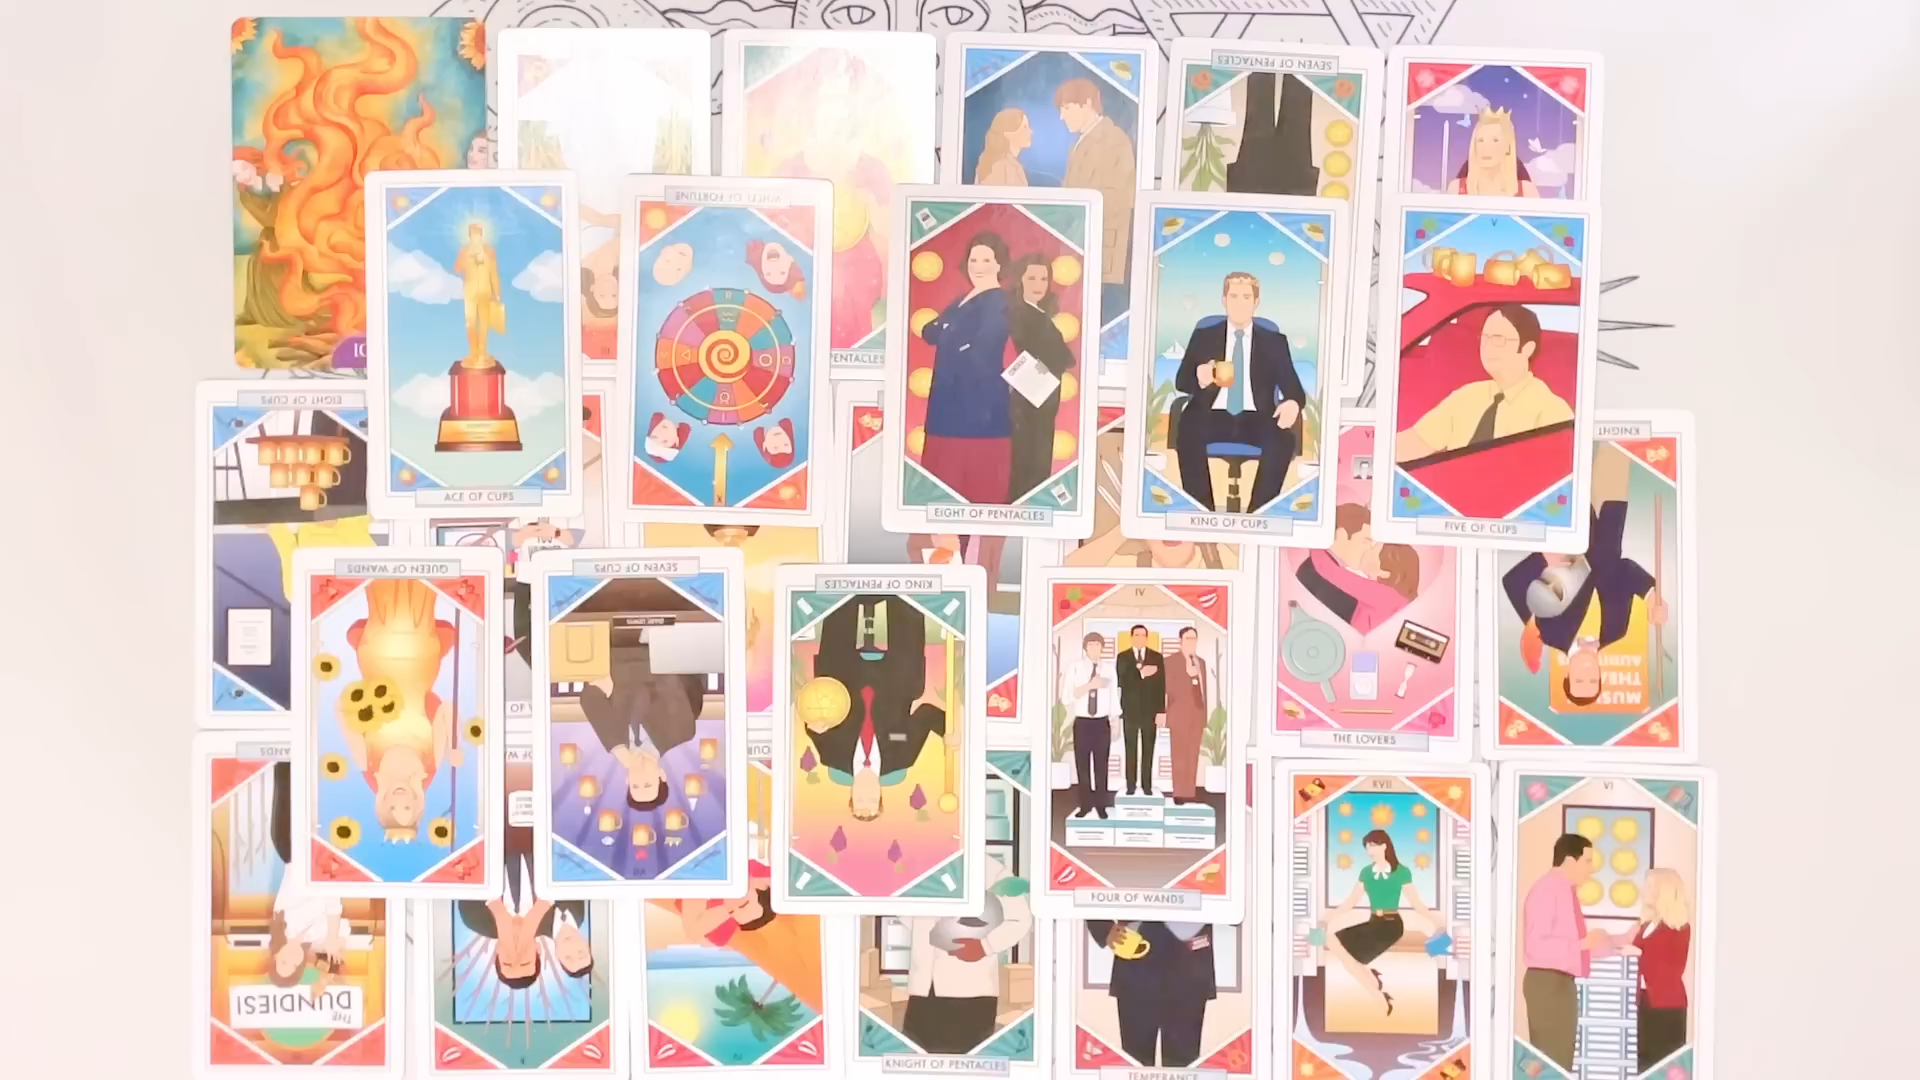 SEVEN OF PENTACLES
WHEEL OF FORTUNE
V
PENTACLES
EIGHT OF CUPS
KNIGHT
ACE OF CUPS
X
EIGHT OF PENTACLES
KING OF CUPS
FIVE OF CUPS
QUEEN OF WANDS
SEVEN OF CUPS
KING OF PENTACLES
IV
THE LOVERS
VII
FOUR OF WANDS
XVII
VI
THE
DUNDIES!
KNIGHT OF PENTACLES
TEMPERANCE